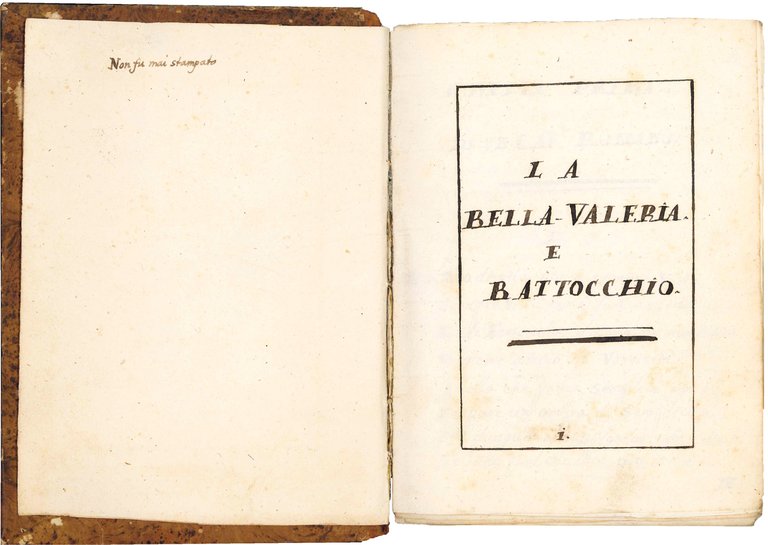 Non fu mai stampato
LA
BELLA-VALERIA.
E
BATTOCCHIO.
1.